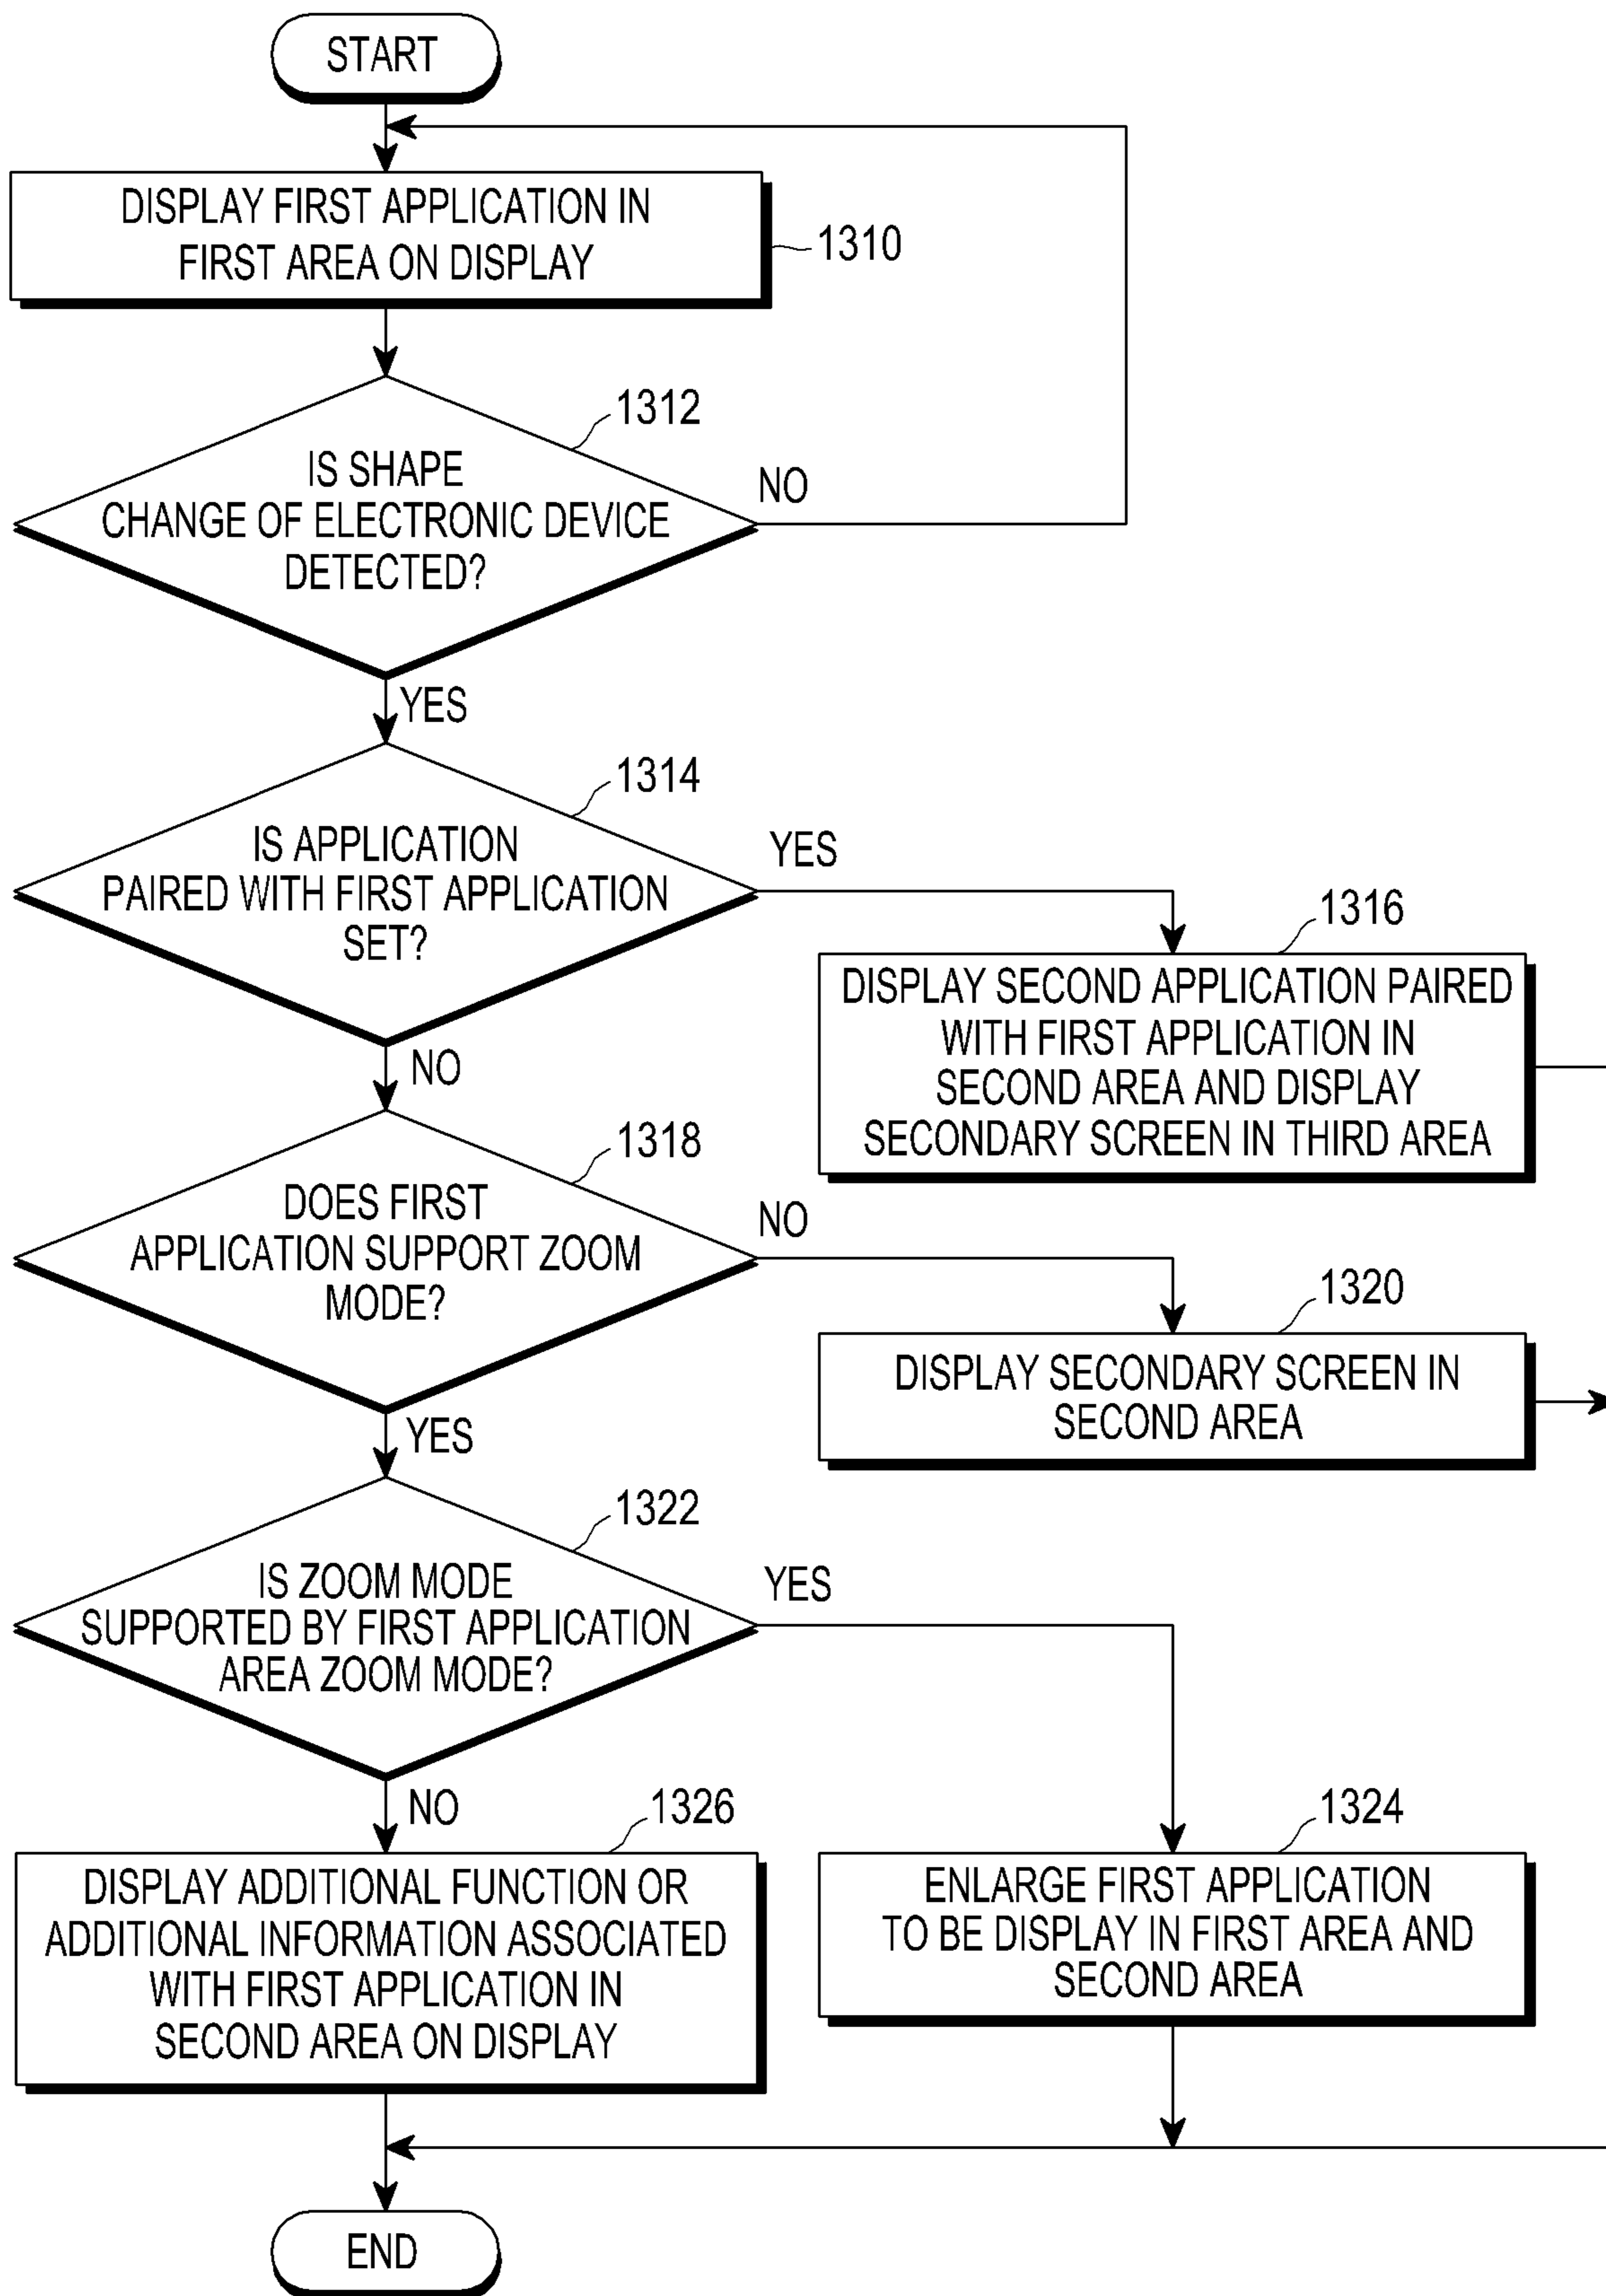 START
DISPLAY FIRST APPLICATION IN
FIRST AREA ON DISPLAY
1310
1312
IS SHAPE
CHANGE OF ELECTRONIC DEVICE
DETECTED?
NO
YES
1314
IS APPLICATION
PAIRED WITH FIRST APPLICATION
SET?
YES
1316
DISPLAY SECOND APPLICATION PAIRED
WITH FIRST APPLICATION IN
SECOND AREA AND DISPLAY
SECONDARY SCREEN IN THIRD AREA
NO
1318
DOES FIRST
APPLICATION SUPPORT ZOOM
MODE?
NO
1320
DISPLAY SECONDARY SCREEN IN
SECOND AREA
YES
1322
IS ZOOM MODE
SUPPORTED BY FIRST APPLICATION
AREA ZOOM MODE?
YES
1324
ENLARGE FIRST APPLICATION
TO BE DISPLAY IN FIRST AREA AND
SECOND AREA
NO
1326
DISPLAY ADDITIONAL FUNCTION OR
ADDITIONAL INFORMATION ASSOCIATED
WITH FIRST APPLICATION IN
SECOND AREA ON DISPLAY
END